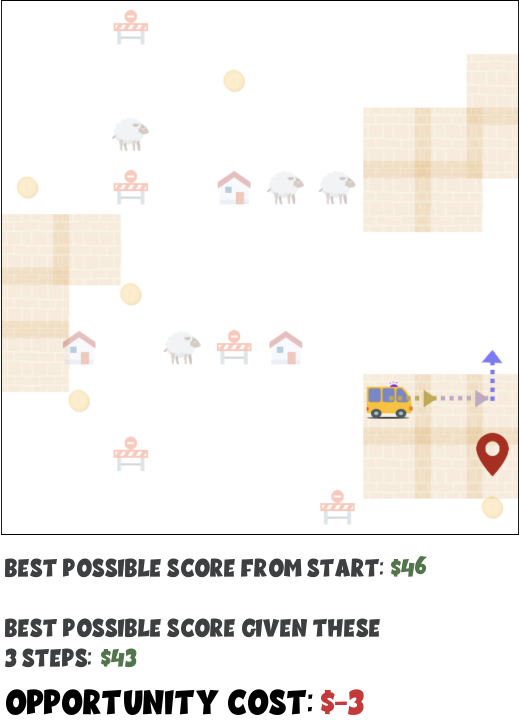 BEST POSSIBLE SCORE FROM START: $46
BEST POSSIBLE SCORE GIVEN THESE
3 STEPS: $43
OPPORTUNITY COST: $-3